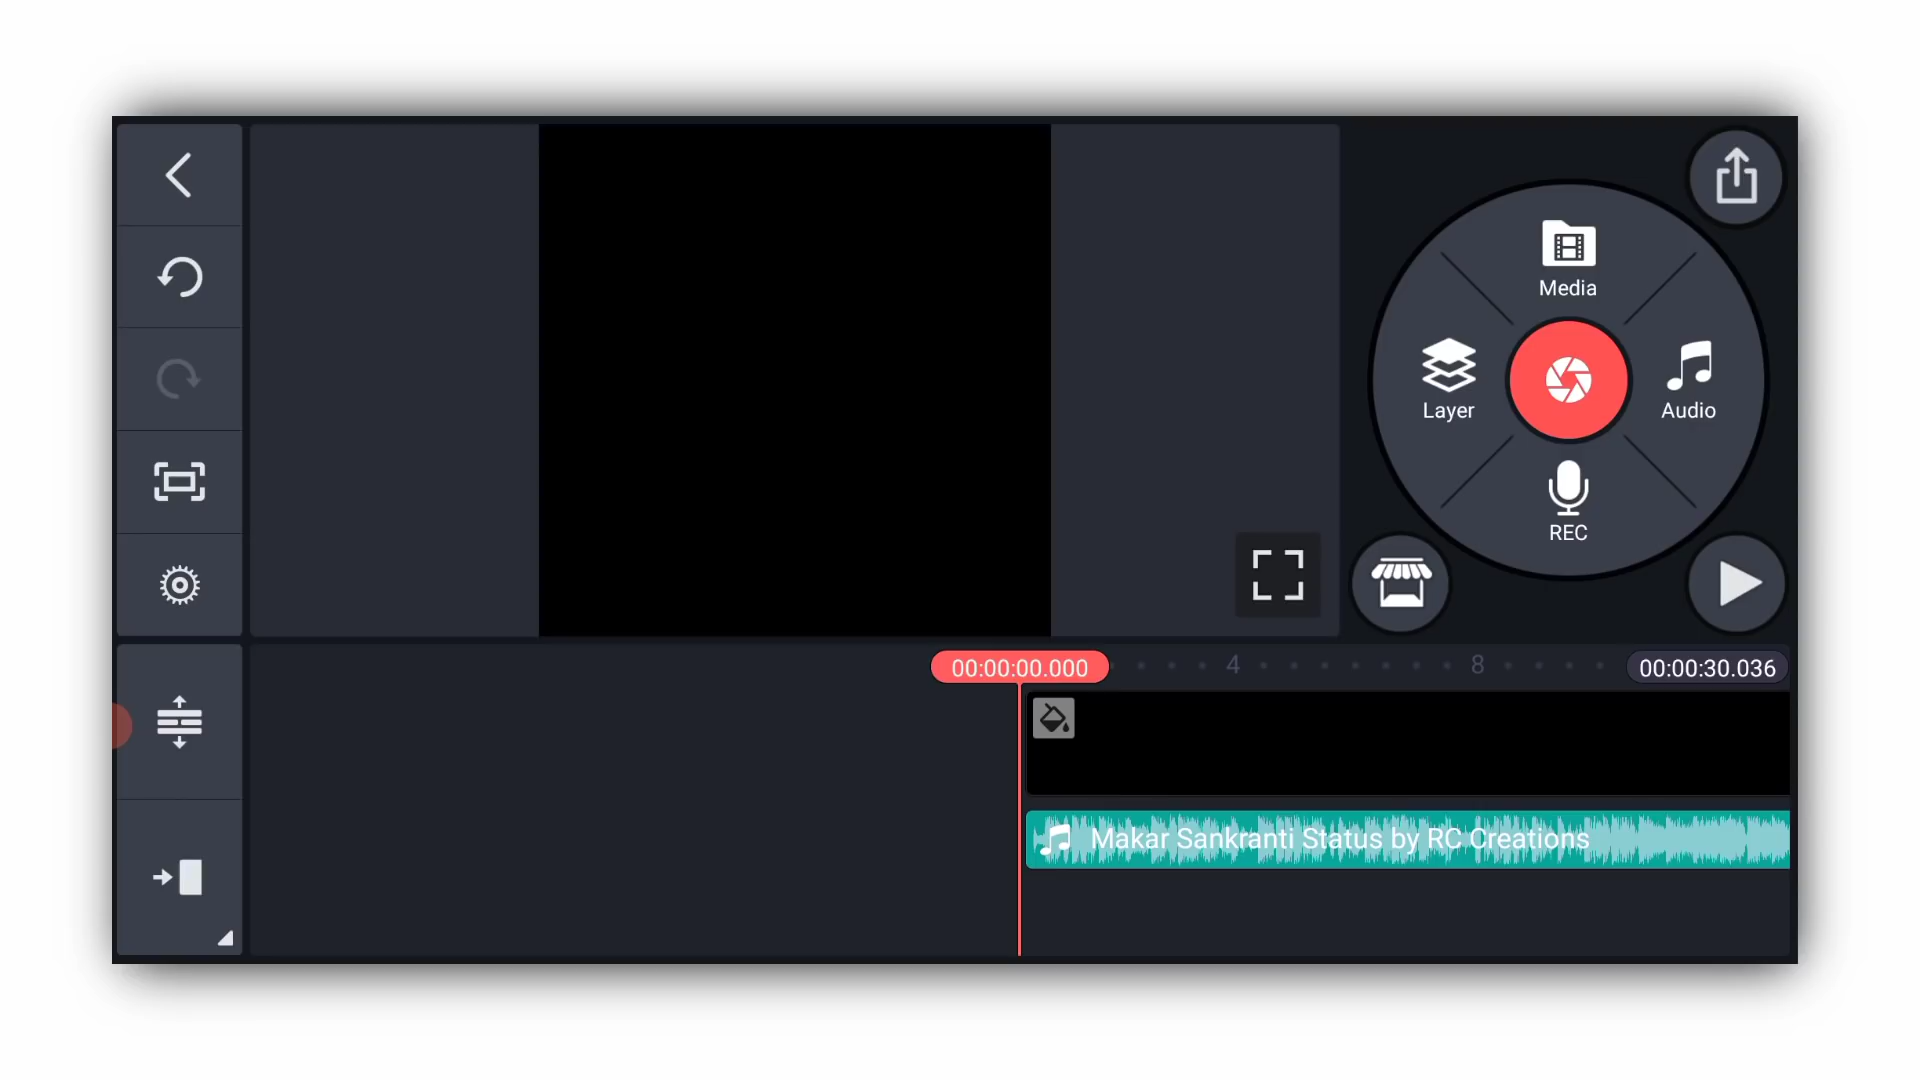 Media
Layer
Audio
REC
00:00:00.000
4
8
00:00:30.036
Makar Sankranti Status by RC Creations